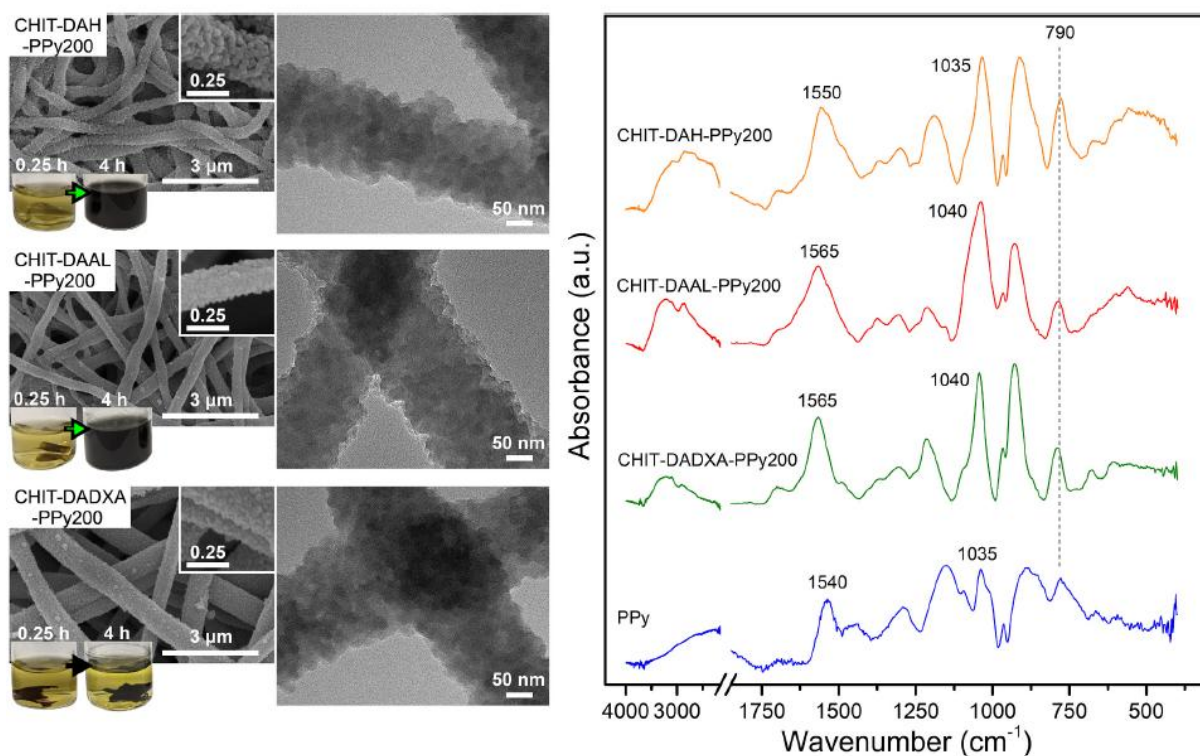 CHIT-DAH
-PPy200
0.25
0.25 h 4 h
3 µm
50 nm
CHIT-DAAL
-PPy200
0.25
0.25 h 4 h
3 µm
50 nm
CHIT-DADXA
-PPy200
0.25
0.25 h 4 h
3 µm
50 nm
790
1035
1550
CHIT-DAH-PPy200
1040
1565
CHIT-DAAL-PPy200
1040
1565
CHIT-DADXA-PPy200
1035
1540
PPy
Absorbance (a.u.)
4000 3000 1750 1500 1250 1000 750 500
Wavenumber (cm⁻¹)